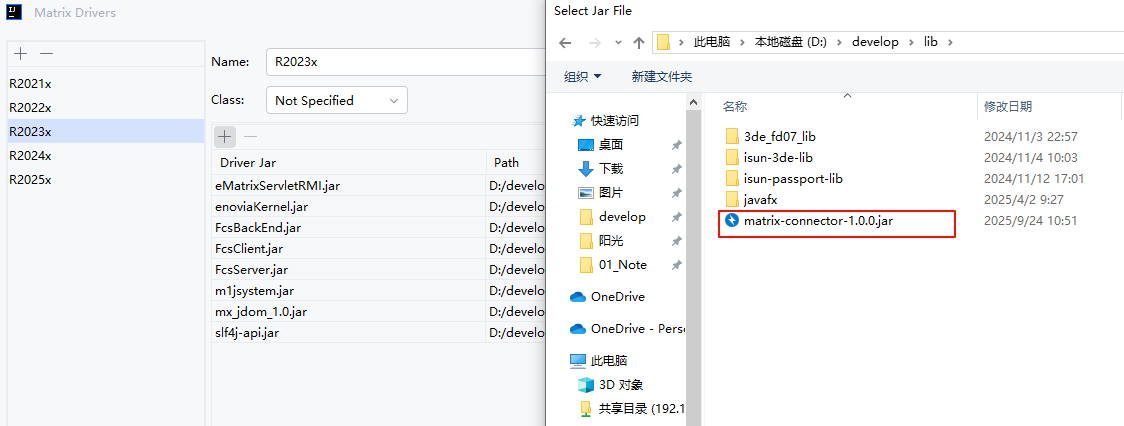 Matrix Drivers
R2021x
R2022x
R2023x
R2024x
R2025x
Name:
R2023x
Class:
Not Specified
Driver Jar
Path
eMatrixServletRMI.jar
D:/develo
enoviaKernel.jar
D:/develo
FcsBackEnd.jar
D:/develo
FcsClient.jar
D:/develo
FcsServer.jar
D:/develo
m1jsystem.jar
D:/develo
mx_jdom_1.0.jar
D:/develo
slf4j-api.jar
D:/develo
Select Jar File
此电脑 › 本地磁盘 (D:) › develop › lib ›
组织
新建文件夹
快速访问
桌面
下载
图片
develop
阳光
01_Note
OneDrive
OneDrive - Perso
此电脑
3D 对象
共享目录 (192.1
名称
修改日期
3de_fd07_lib
2024/11/3 22:57
isun-3de-lib
2024/11/4 10:03
isun-passport-lib
2024/11/12 17:01
javafx
2025/4/2 9:27
matrix-connector-1.0.0.jar
2025/9/24 10:51